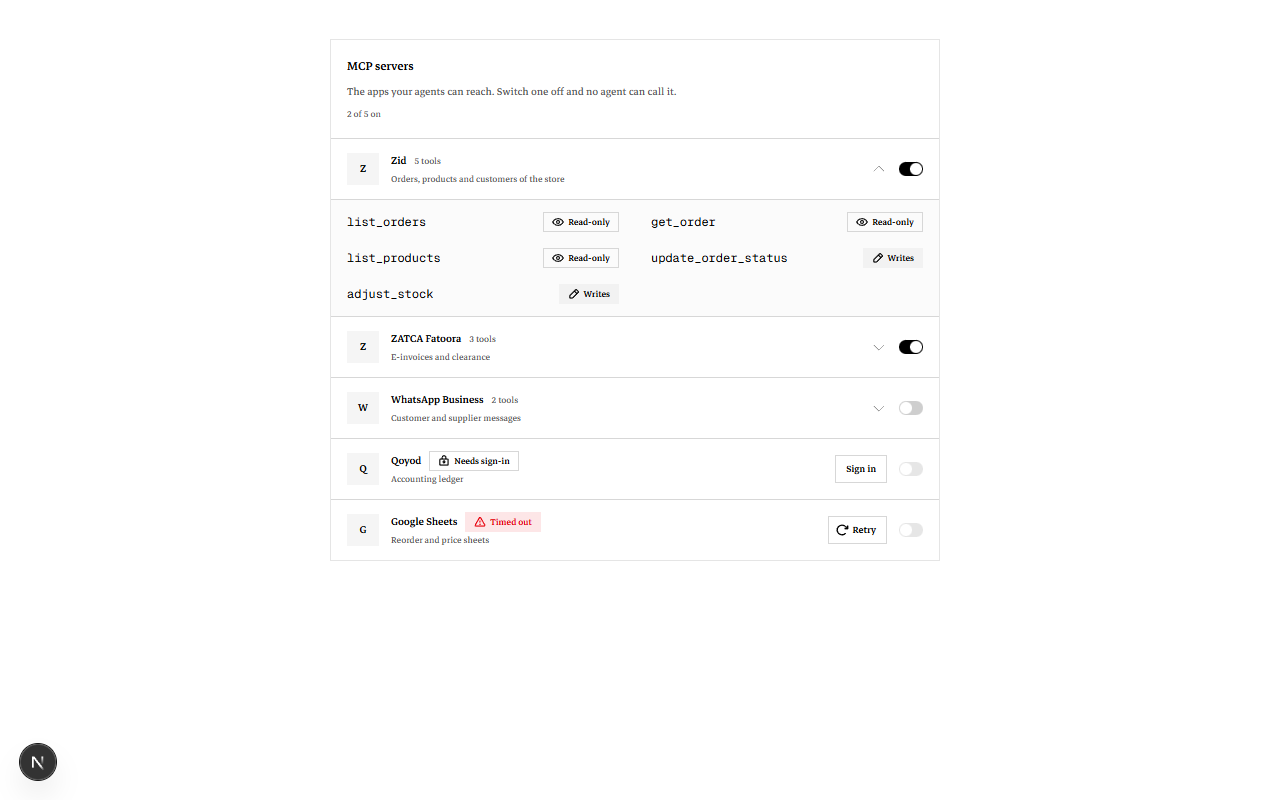 MCP servers
The apps your agents can reach. Switch one off and no agent can call it.
2 of 5 on
Z
Zid 5 tools
Orders, products and customers of the store
list_orders Read-only
get_order Read-only
list_products Read-only
update_order_status Writes
adjust_stock Writes
Z
ZATCA Fatoora 3 tools
E-invoices and clearance
W
WhatsApp Business 2 tools
Customer and supplier messages
Q
Qoyod Needs sign-in
Accounting ledger
Sign in
G
Google Sheets Timed out
Reorder and price sheets
Retry
N